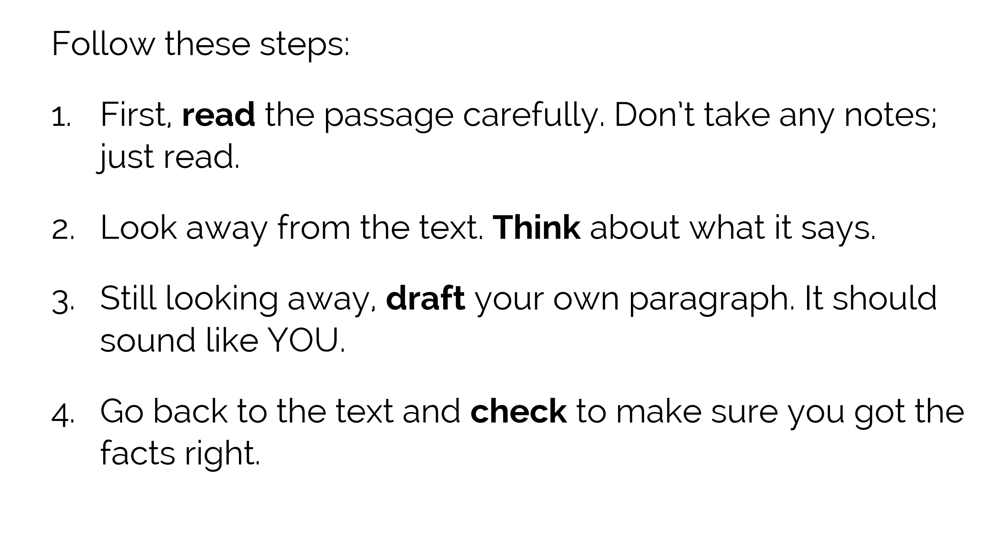 Follow these steps:
1. First, read the passage carefully. Don't take any notes;
just read.
2. Look away from the text. Think about what it says.
3. Still looking away, draft your own paragraph. It should
sound like YOU.
4. Go back to the text and check to make sure you got the
facts right.